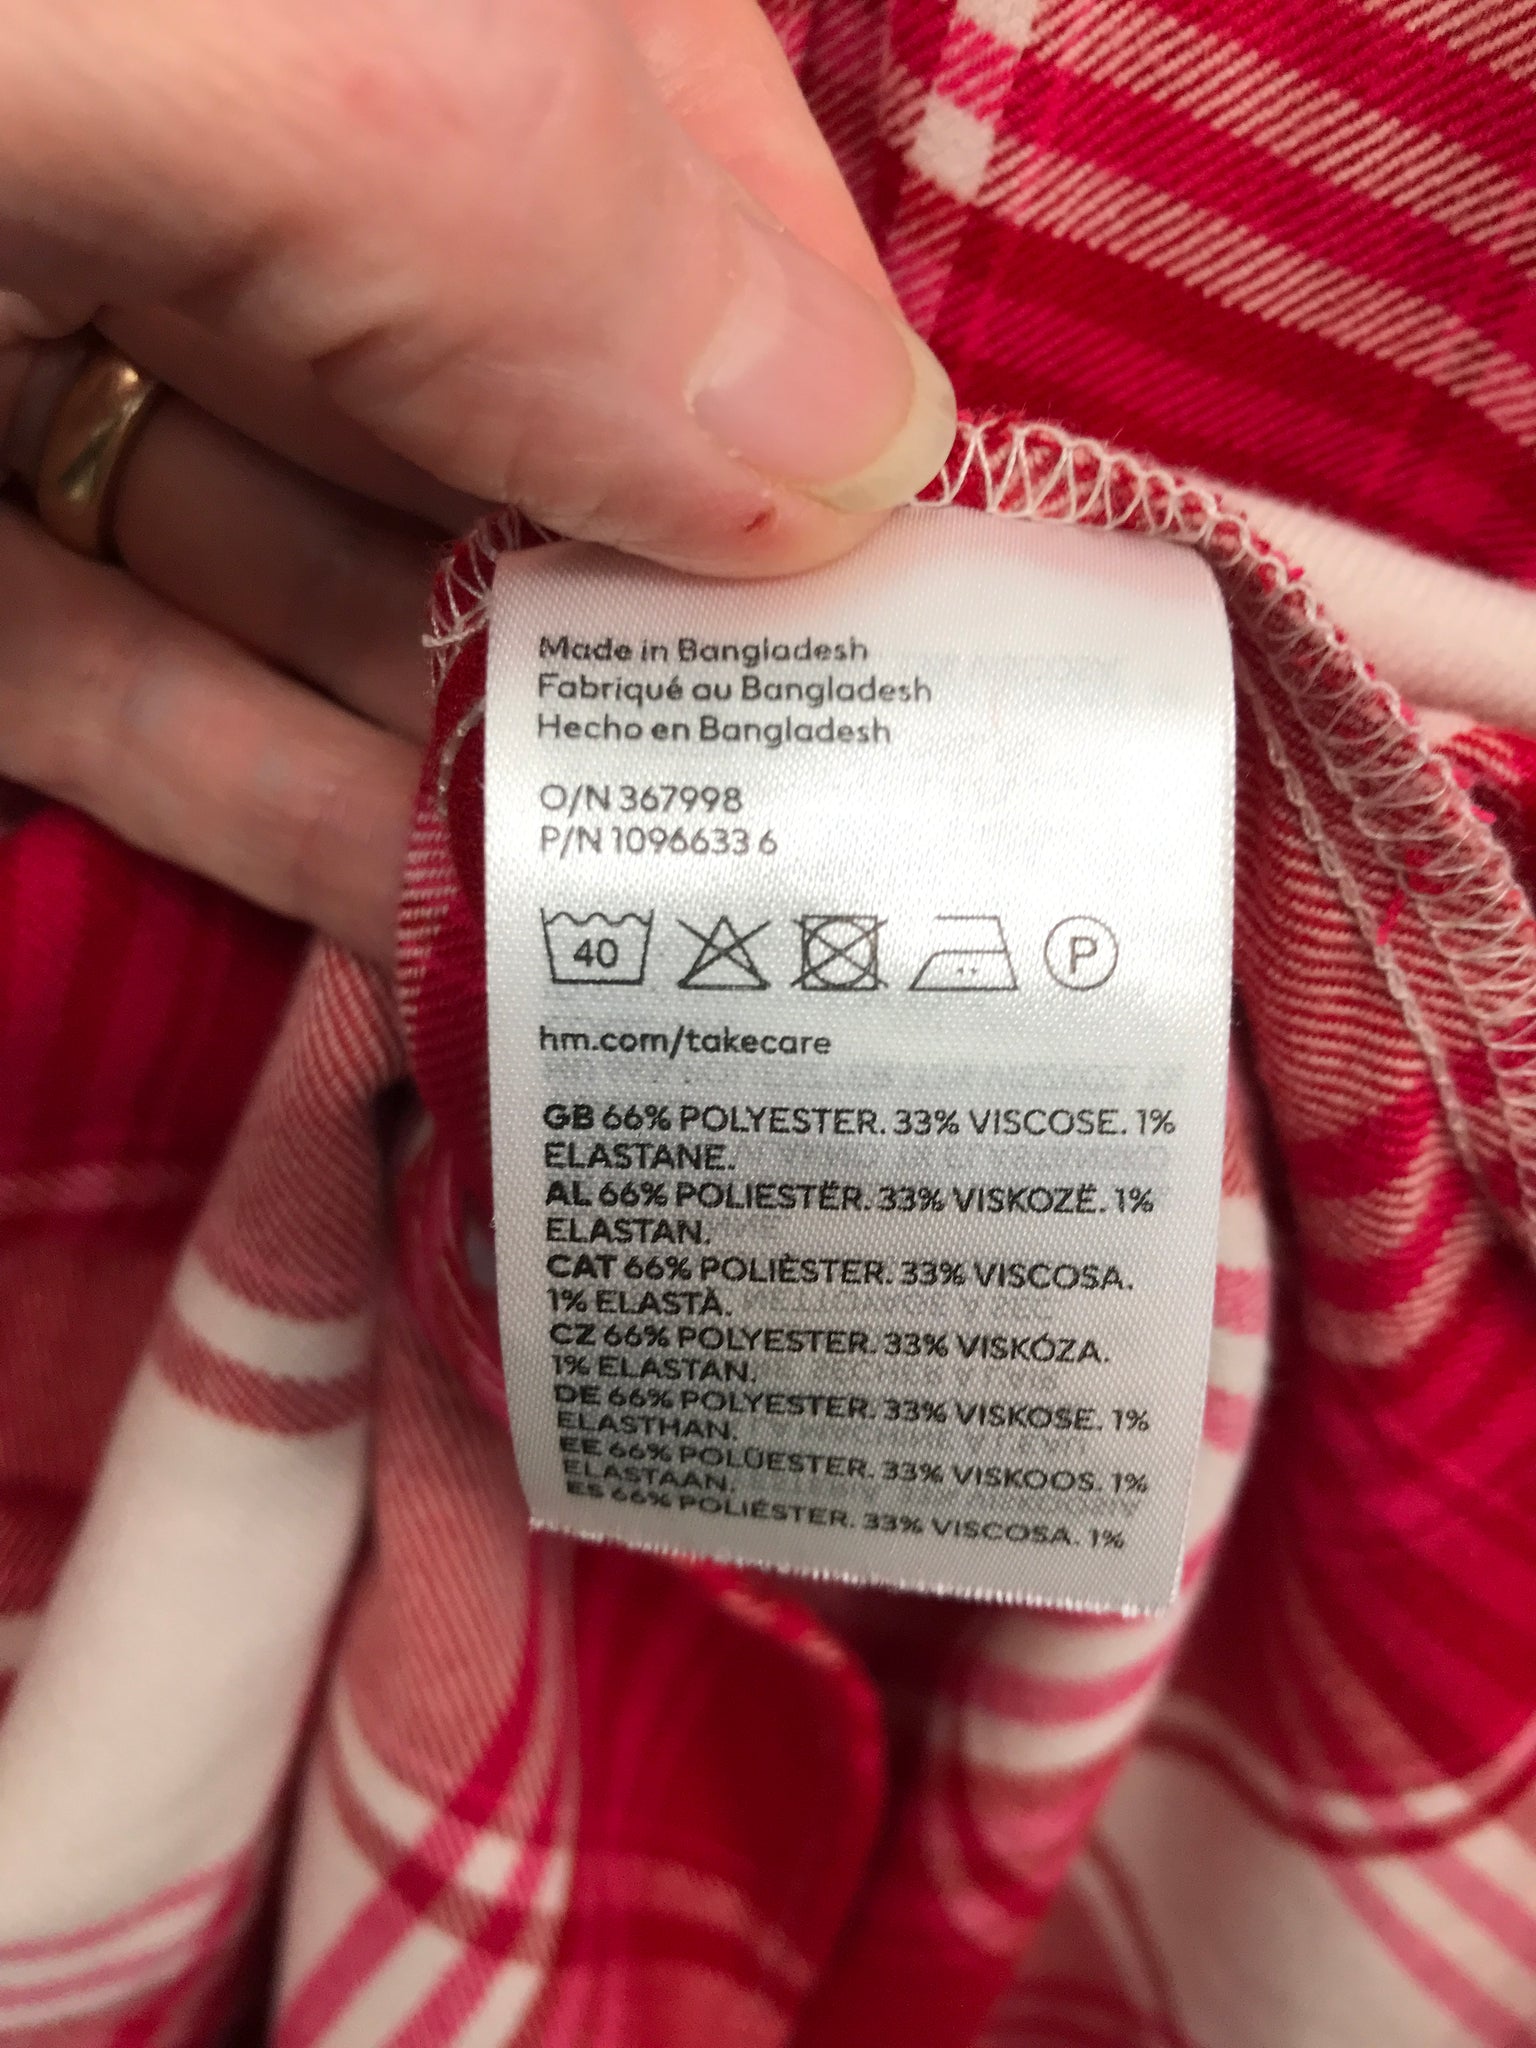 Made in Bangladesh
Fabriqué au Bangladesh
Hecho en Bangladesh
O/N 367998
P/N 1096633 6
40 P
hm.com/takecare
GB 66% POLYESTER. 33% VISCOSE. 1%
ELASTANE.
AL 66% POLIESTËR. 33% VISKOZË. 1%
ELASTAN.
CAT 66% POLIÈSTER. 33% VISCOSA.
1% ELASTÀ.
CZ 66% POLYESTER. 33% VISKÓZA.
1% ELASTAN.
DE 66% POLYESTER. 33% VISKOSE. 1%
ELASTHAN.
EE 66% POLÜESTER. 33% VISKOOS. 1%
ELASTAAN.
ES 66% POLIÉSTER. 33% VISCOSA. 1%